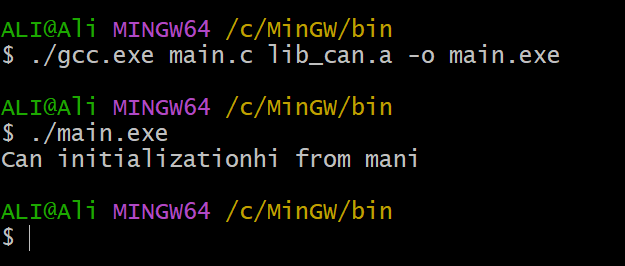 ALI@Ali MINGW64 /c/MinGW/bin
$ ./gcc.exe main.c lib_can.a -o main.exe
ALI@Ali MINGW64 /c/MinGW/bin
$ ./main.exe
Can initializationhi from mani
ALI@Ali MINGW64 /c/MinGW/bin
$